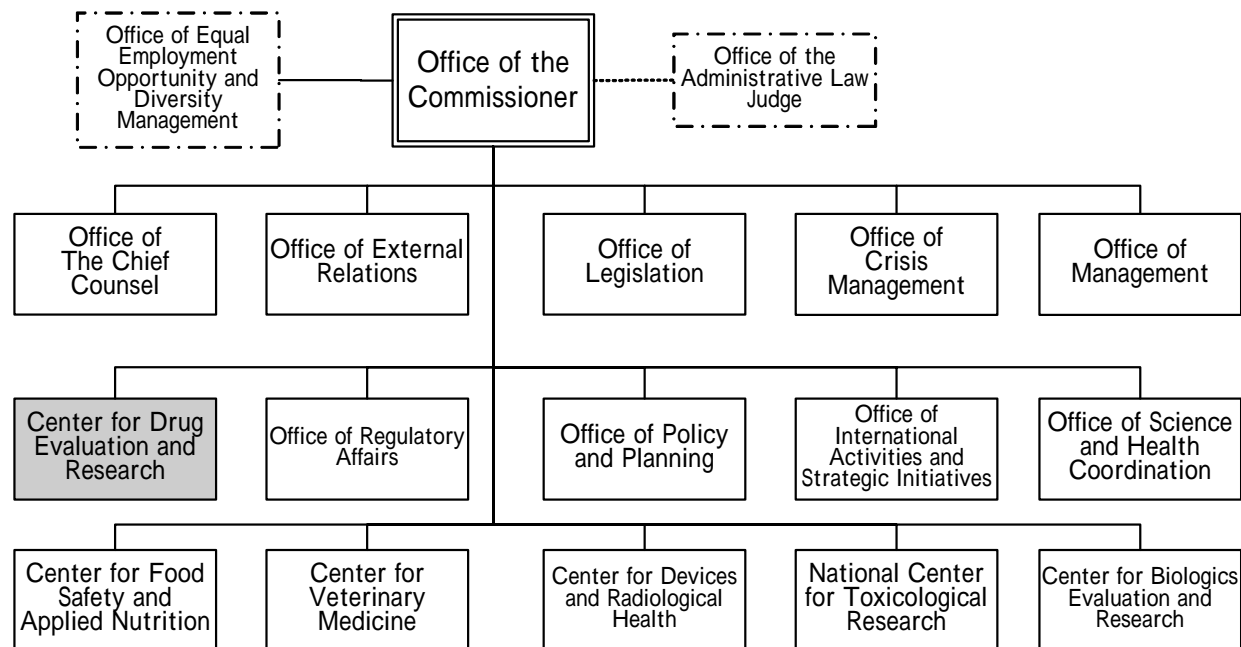 Office of Equal
Employment
Opportunity and
Diversity
Management
Office of the
Commissioner
Office of the
Administrative Law
Judge
Office of
The Chief
Counsel
Office of External
Relations
Office of
Legislation
Office of
Crisis
Management
Office of
Management
Center for Drug
Evaluation and
Research
Office of Regulatory
Affairs
Office of Policy
and Planning
Office of
International
Activities and
Strategic Initiatives
Office of Science
and Health
Coordination
Center for Food
Safety and
Applied Nutrition
Center for
Veterinary
Medicine
Center for Devices
and Radiological
Health
National Center
for Toxicological
Research
Center for Biologics
Evaluation and
Research